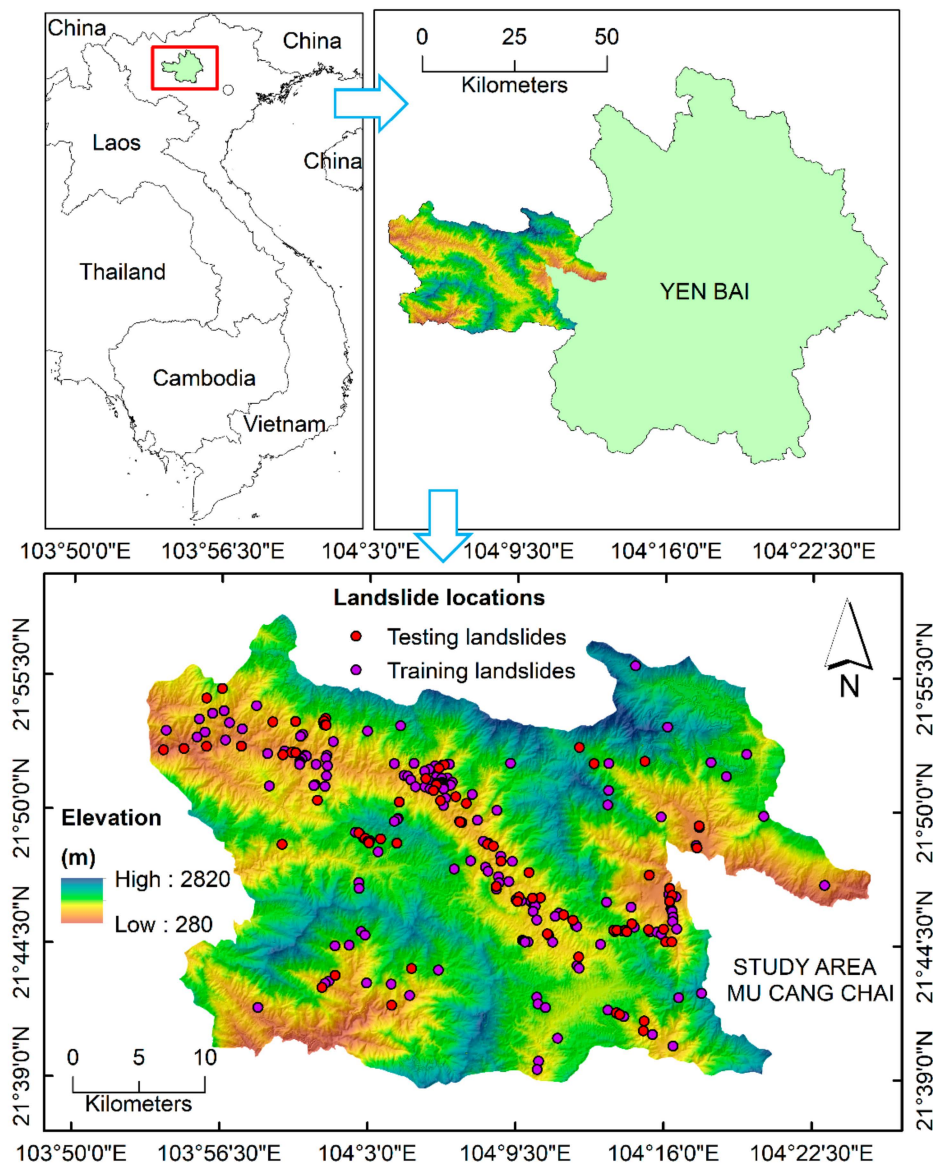 China
China
Laos
China
Thailand
Cambodia
Vietnam
0 25 50
Kilometers
YEN BAI
103°50'0"E 103°56'30"E 104°3'0"E 104°9'30"E 104°16'0"E 104°22'30"E
Landslide locations
Testing landslides
Training landslides
N
21°55'30"N
21°50'0"N
21°44'30"N
21°39'0"N
21°55'30"N
21°50'0"N
21°44'30"N
21°39'0"N
Elevation
(m)
High : 2820
Low : 280
STUDY AREA
MU CANG CHAI
0 5 10
Kilometers
103°50'0"E 103°56'30"E 104°3'0"E 104°9'30"E 104°16'0"E 104°22'30"E